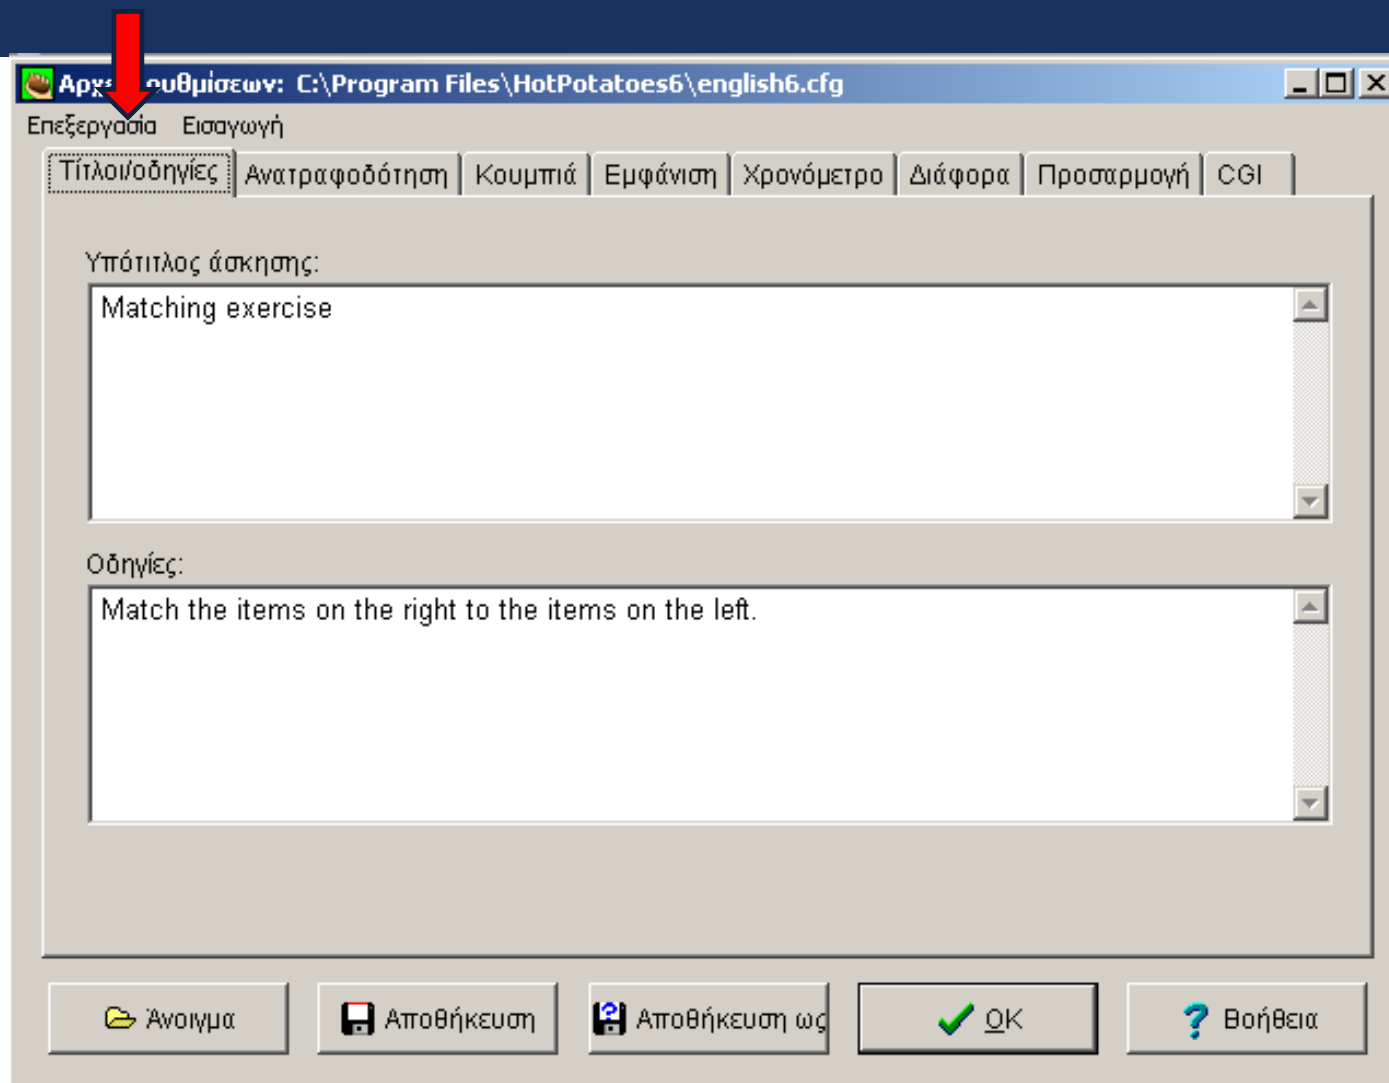 Αρχε ρυθμίσεων: C:\Program Files\HotPotatoes6\english6.cfg
Επεξεργασία Εισαγωγή
Τίτλοι/οδηγίες Ανατραφοδότηση Κουμπιά Εμφάνιση Χρονόμετρο Διάφορα Προσαρμογή CGI
Υπότιτλος άσκησης:
Matching exercise
Οδηγίες:
Match the items on the right to the items on the left.
Άνοιγμα Αποθήκευση Αποθήκευση ως OK Βοήθεια